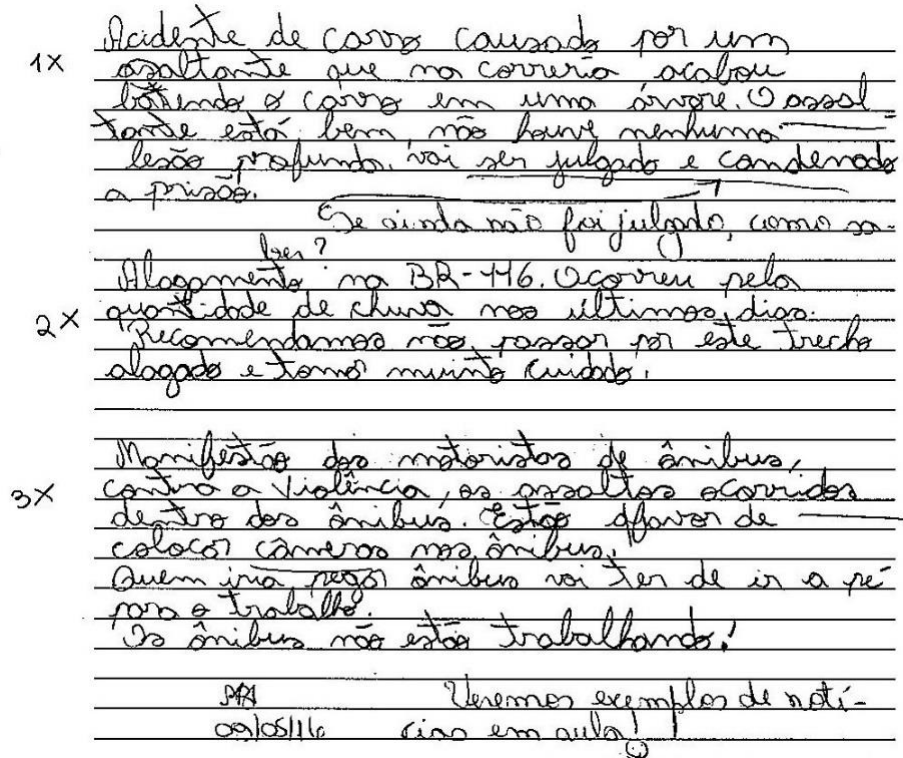 1X Acidente de carro causado por um
asaltante que na correria acabou
batendo o carro em uma árvore. O assal
tante está bem, não houve nenhuma
lesão profunda. vai ser julgado e condenado
a prisão.
Se ainda não foi julgado, como sa-
ber?
Alagamento na BR-116. Ocorreu pela
2X quantidade de chuva nos últimos dias.
Recomendamos não passar por este trecho
alagado e tomar muinto cuidado!
Manifestão dos motoristas de ônibus,
3X contra a violência, os assaltos ocorridos
dentro dos ônibus. Estão affavor de
colocar câmeras nos ônibus.
Quem iria pegar ônibus vai ter de ir a pé
para o trabalho.
Os ônibus não estão trabalhando!
Veremos exemplos de notí-
09/05/16 cias em aula!